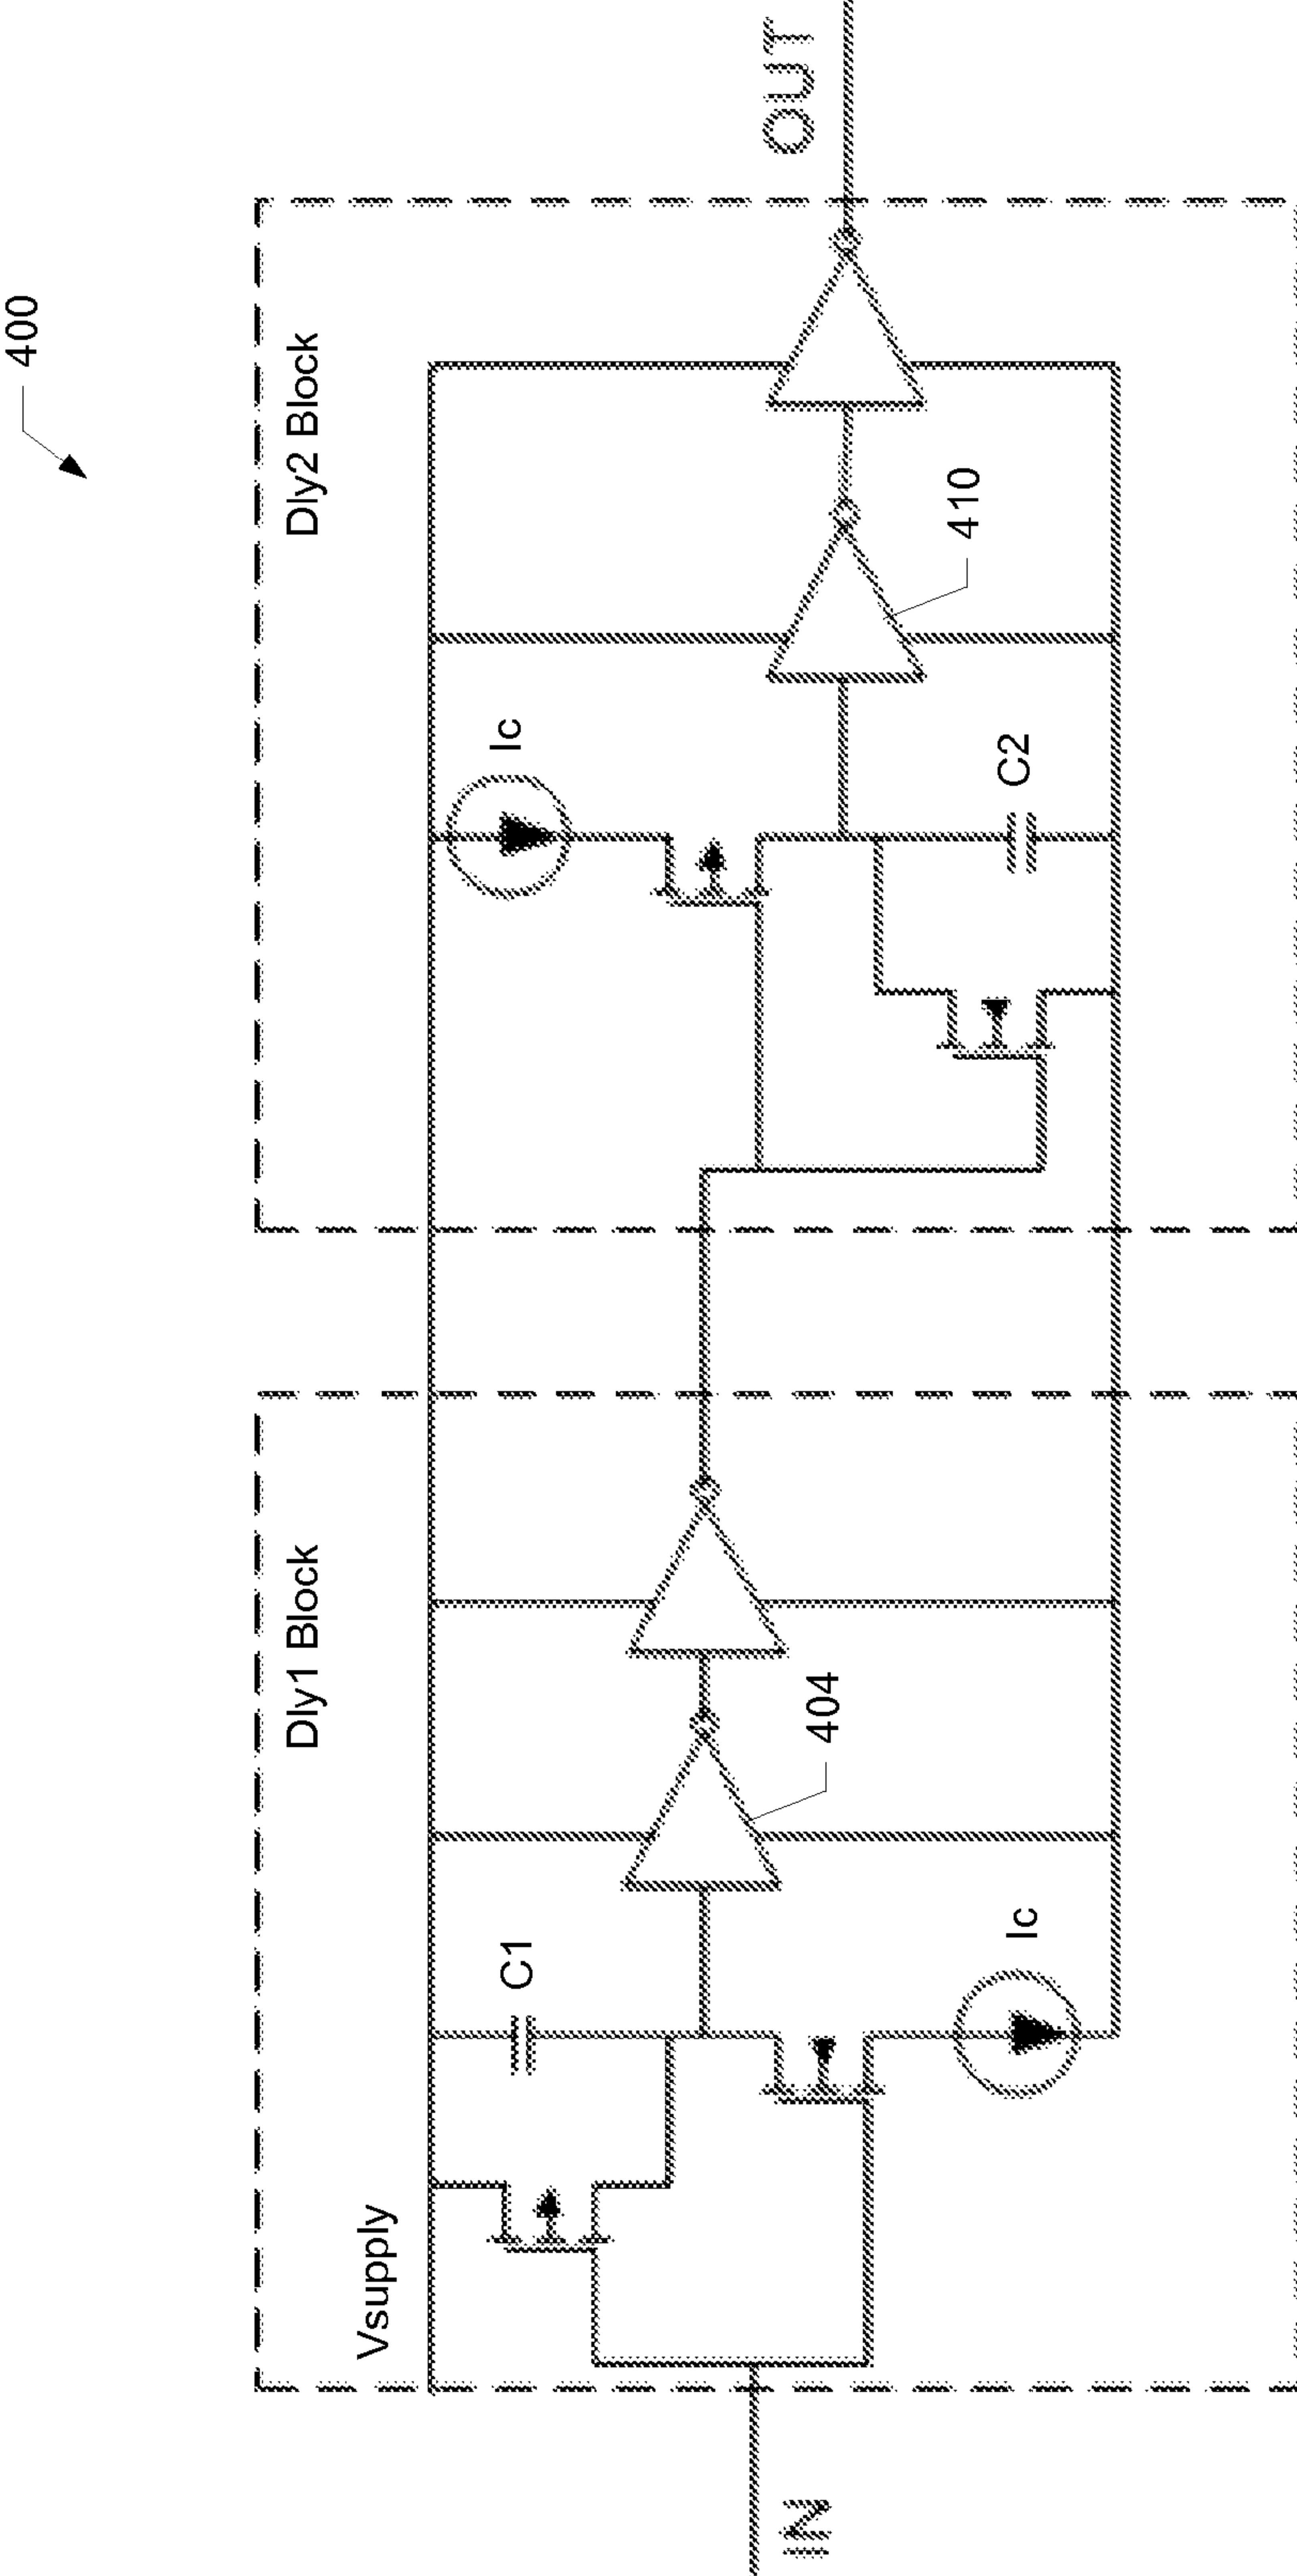 400
Dly1 Block
Dly2 Block
Vsupply
C1
Ic
404
Ic
C2
410
IN
OUT